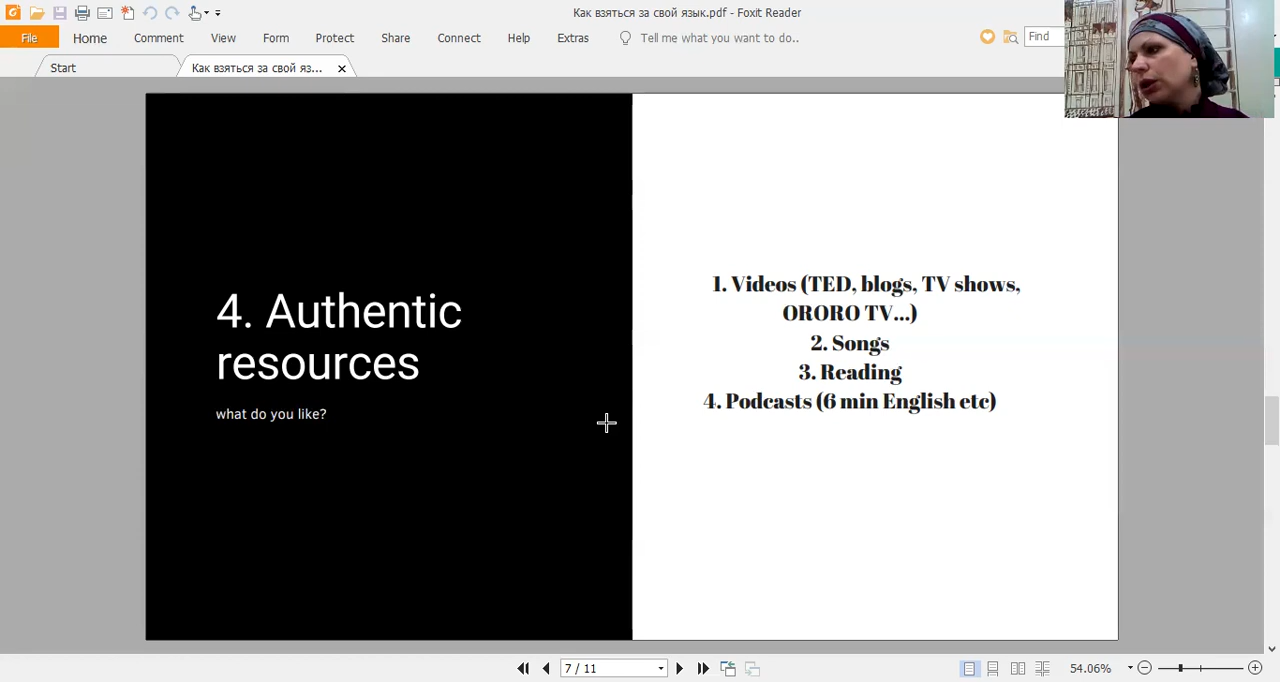 Как взяться за свой язык.pdf - Foxit Reader
File
Home
Comment
View
Form
Protect
Share
Connect
Help
Extras
Tell me what you want to do..
Find
Start
Как взяться за свой яз...
4. Authentic
resources
what do you like?
1. Videos (TED, blogs, TV shows,
ORORO TV...)
2. Songs
3. Reading
4. Podcasts (6 min English etc)
7 / 11
54.06%